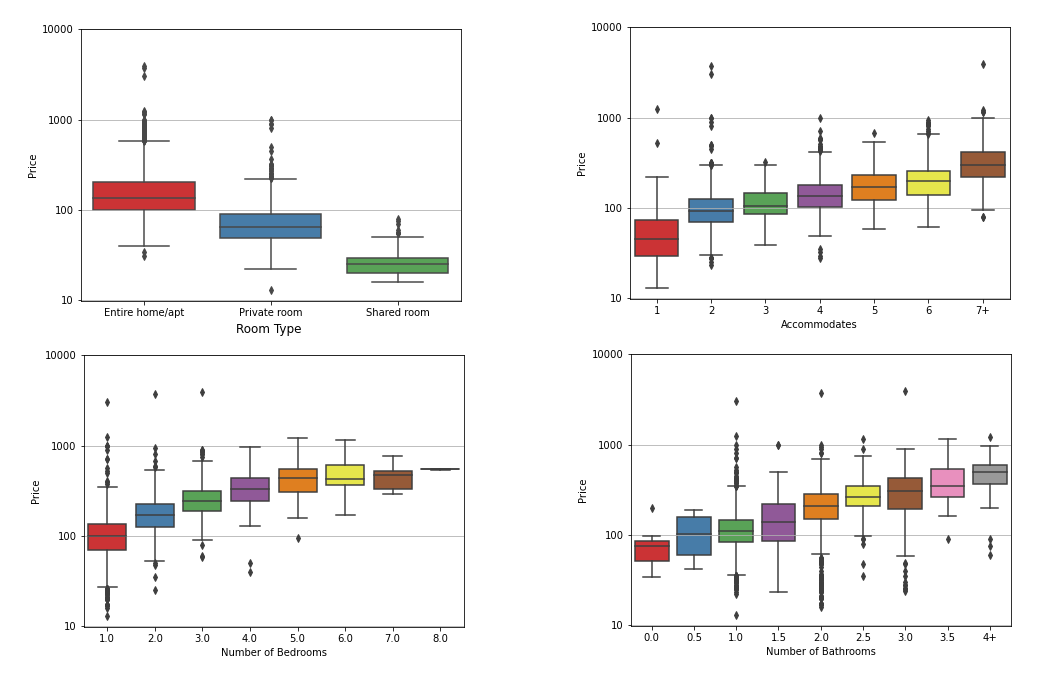 10000
1000
100
10
Price
Entire home/apt Private room Shared room
Room Type
10000
1000
100
10
Price
1 2 3 4 5 6 7+
Accommodates
10000
1000
100
10
Price
1.0 2.0 3.0 4.0 5.0 6.0 7.0 8.0
Number of Bedrooms
10000
1000
100
10
Price
0.0 0.5 1.0 1.5 2.0 2.5 3.0 3.5 4+
Number of Bathrooms